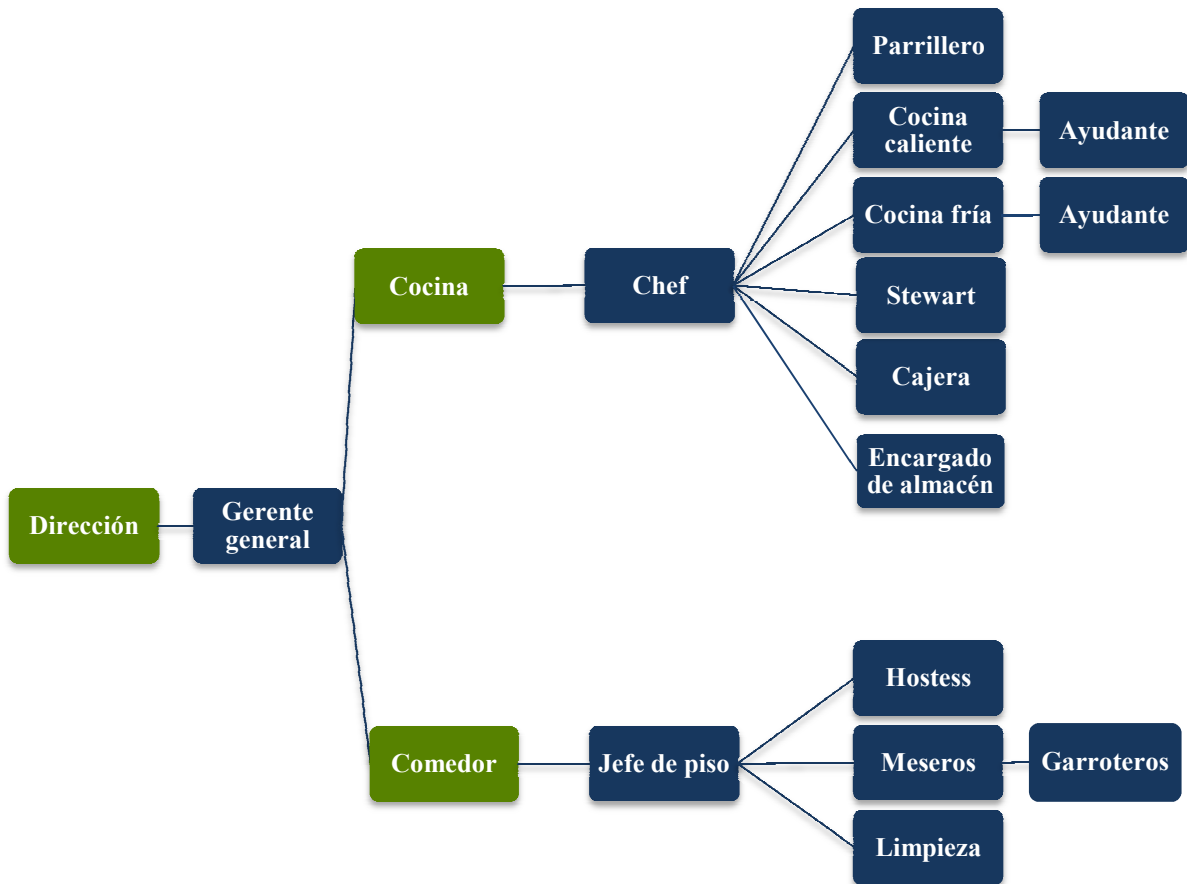 Parrillero
Cocina
caliente
Ayudante
Cocina fría
Ayudante
Cocina
Chef
Stewart
Cajera
Encargado
de almacén
Dirección
Gerente
general
Hostess
Comedor
Jefe de piso
Meseros
Garroteros
Limpieza